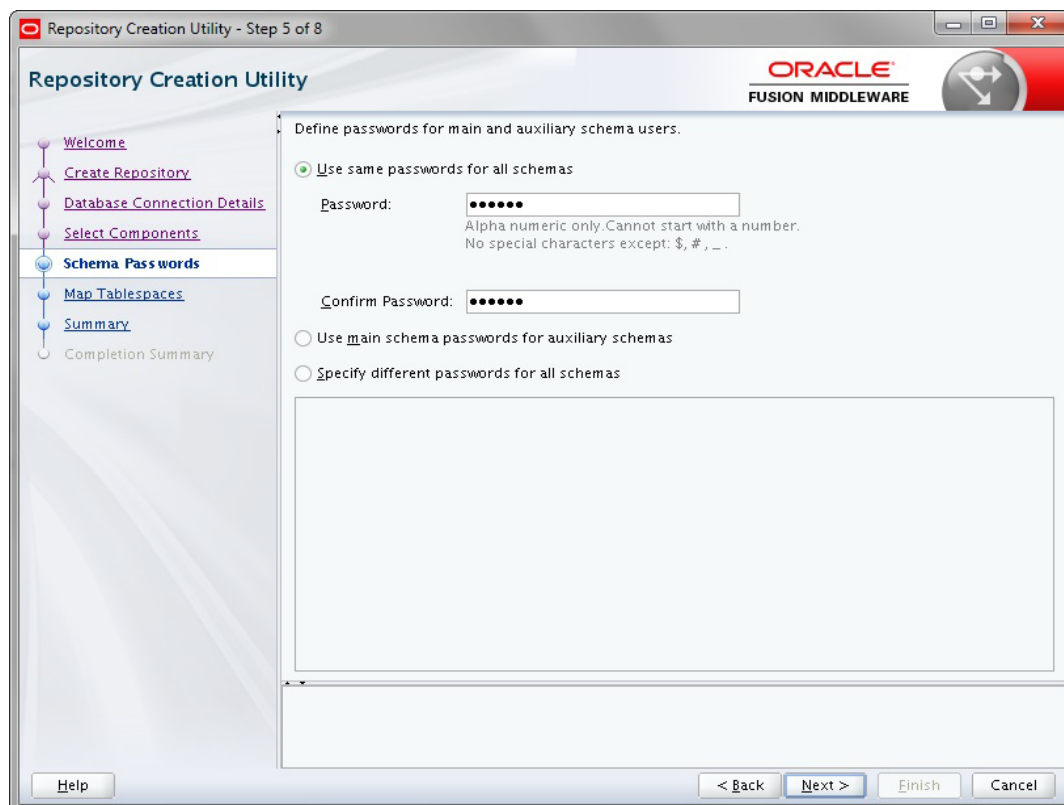 Repository Creation Utility - Step 5 of 8
Repository Creation Utility
ORACLE
FUSION MIDDLEWARE
Welcome
Create Repository
Database Connection Details
Select Components
Schema Passwords
Map Tablespaces
Summary
Completion Summary
Define passwords for main and auxiliary schema users.
Use same passwords for all schemas
Password: ●●●●●●
Alpha numeric only.Cannot start with a number.
No special characters except: $, #, _ .
Confirm Password: ●●●●●●
Use main schema passwords for auxiliary schemas
Specify different passwords for all schemas
Help
< Back
Next >
Finish
Cancel